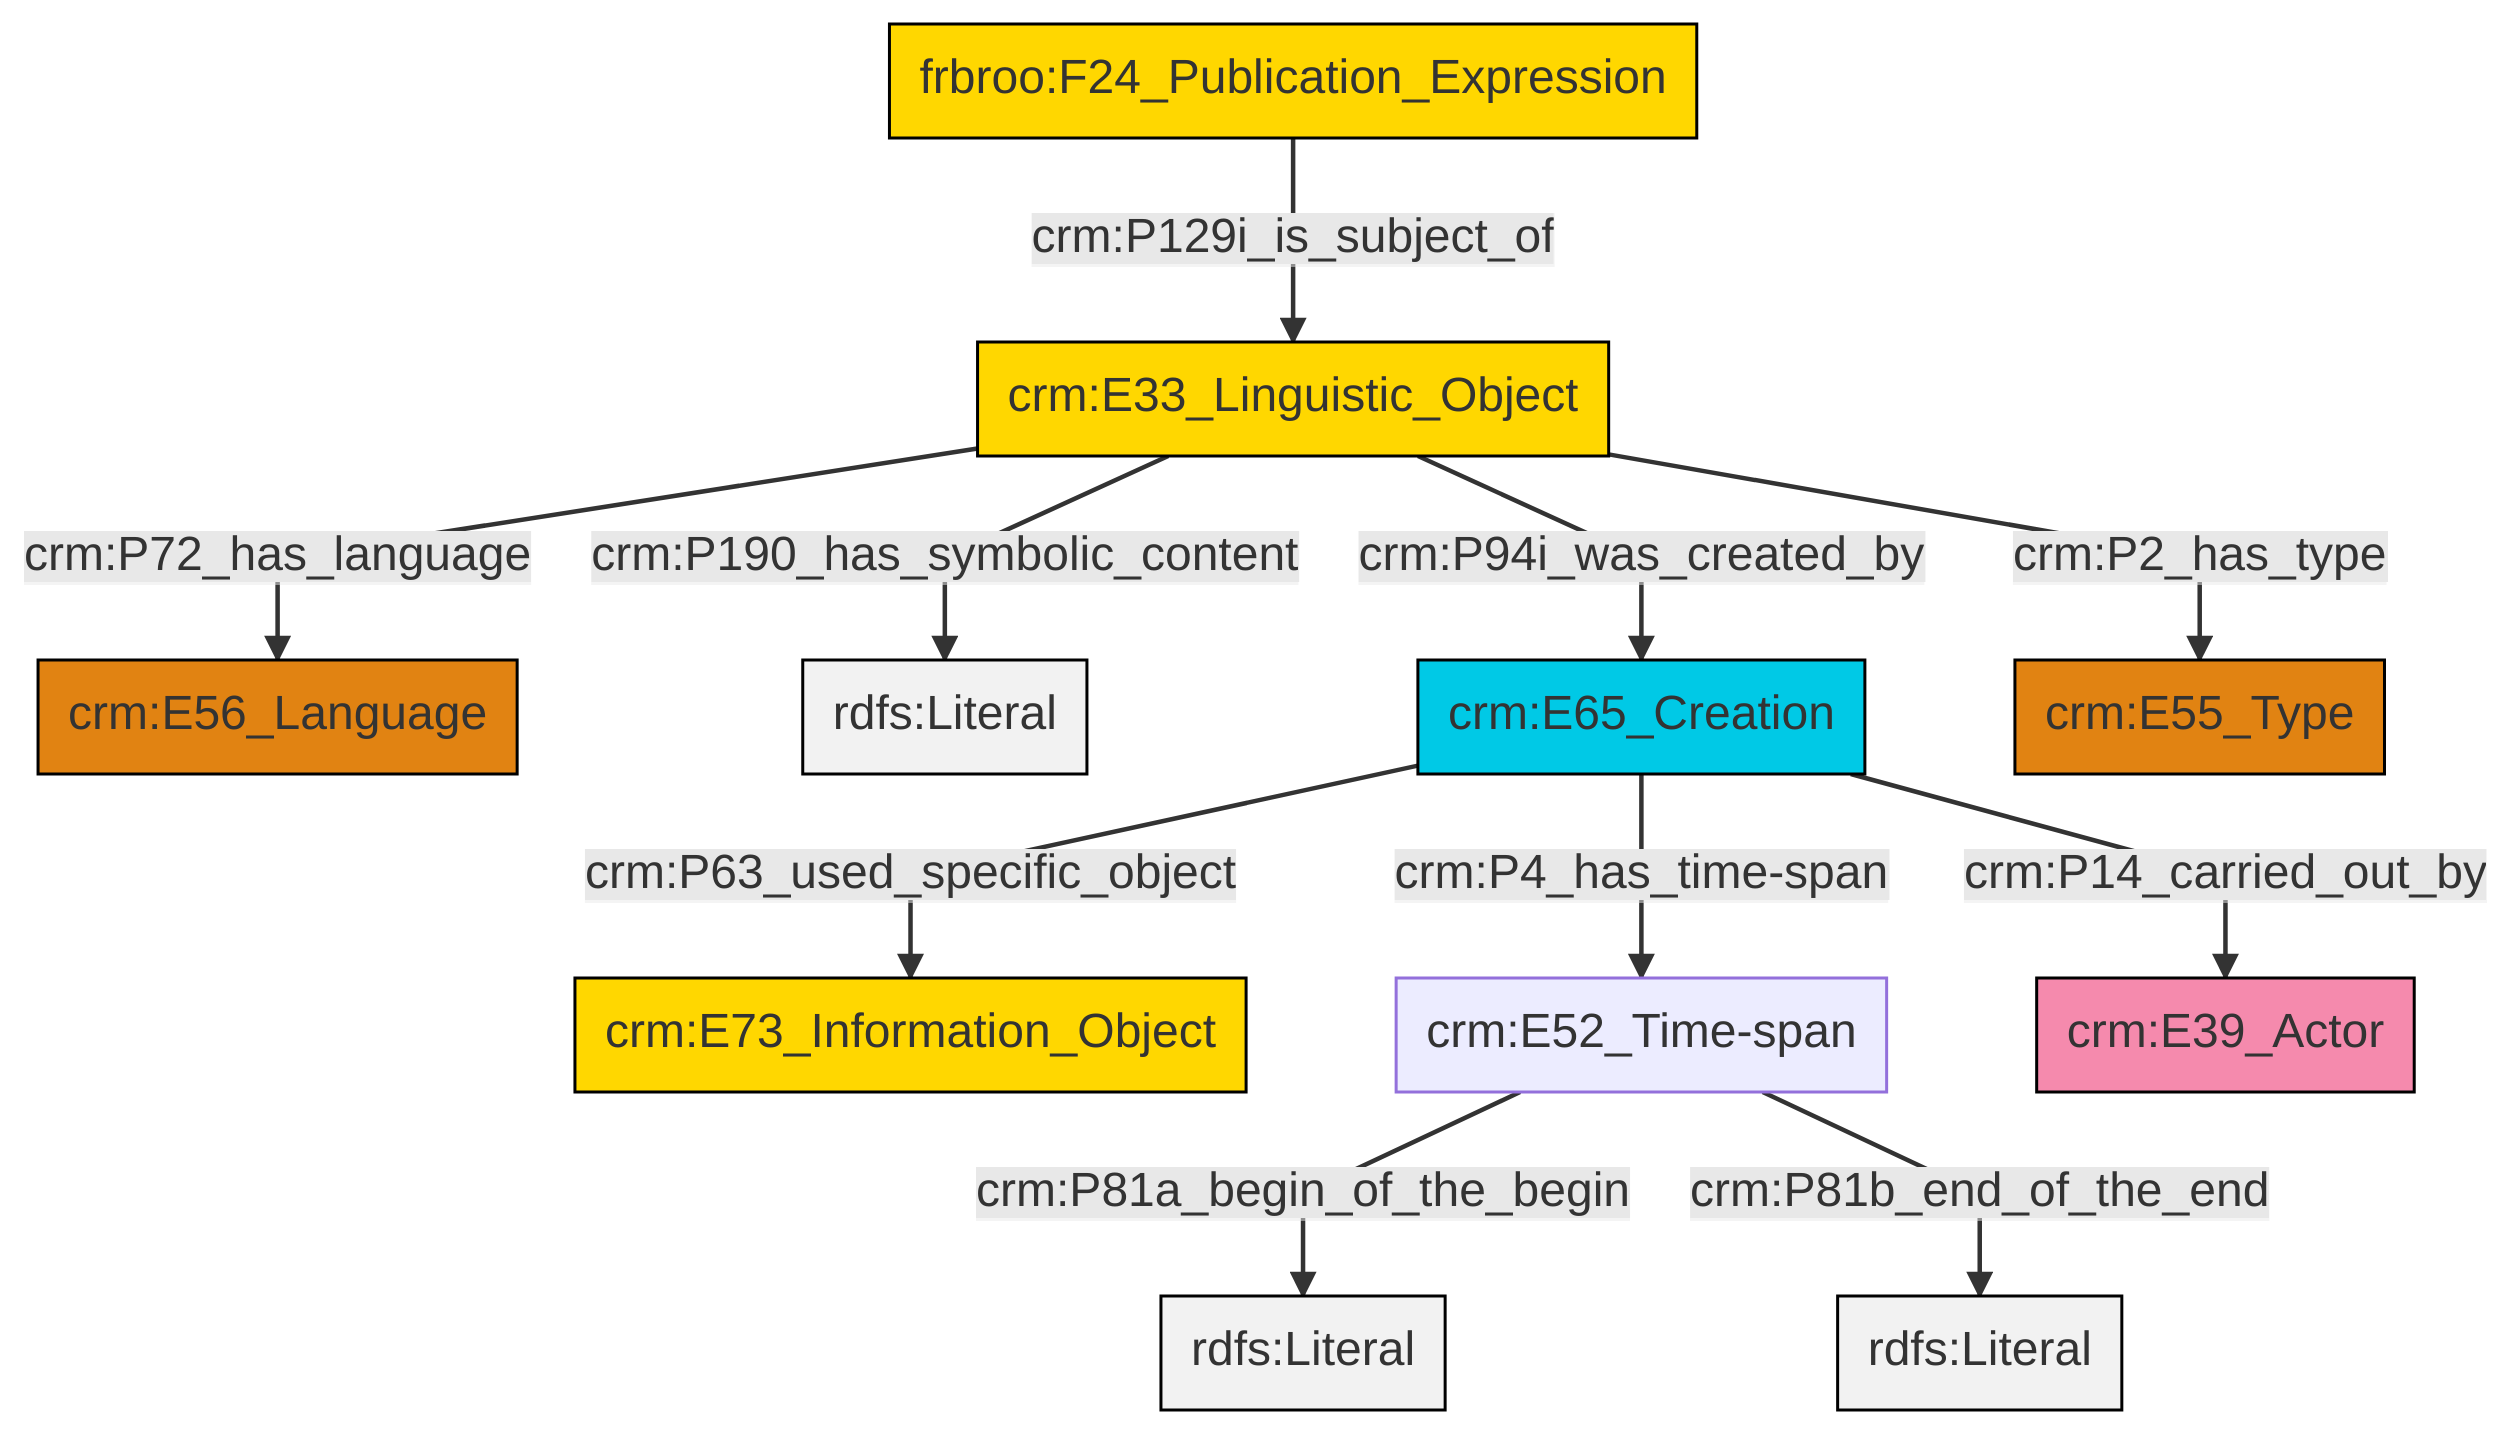 frbroo:F24_Publication_Expression
crm:P129i_is_subject_of
crm:E33_Linguistic_Object
crm:P72_has_language
crm:P190_has_symbolic_content
crm:P94i_was_created_by
crm:P2_has_type
crm:E56_Language
rdfs:Literal
crm:E65_Creation
crm:E55_Type
crm:P63_used_specific_object
crm:P4_has_time-span
crm:P14_carried_out_by
crm:E73_Information_Object
crm:E52_Time-span
crm:E39_Actor
crm:P81a_begin_of_the_begin
crm:P81b_end_of_the_end
rdfs:Literal
rdfs:Literal